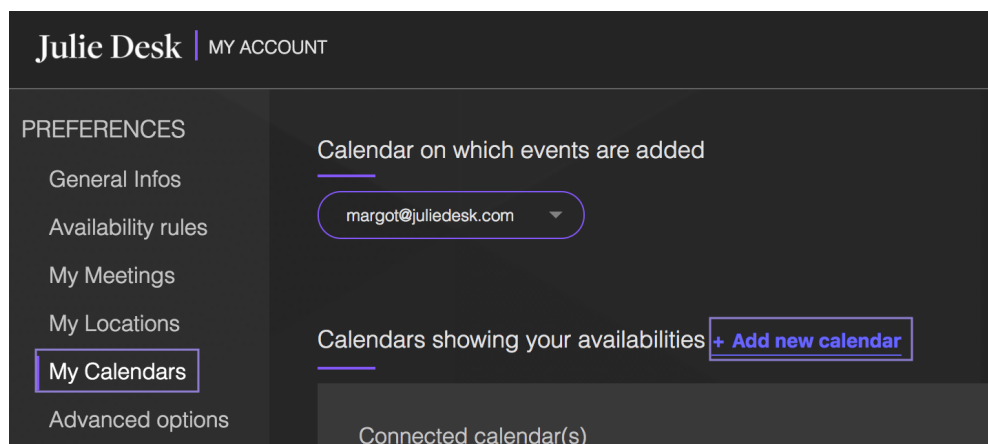 Julie Desk | MY ACCOUNT
PREFERENCES
General Infos
Availability rules
My Meetings
My Locations
My Calendars
Advanced options
Calendar on which events are added
margot@juliedesk.com
Calendars showing your availabilities + Add new calendar
Connected calendar(s)